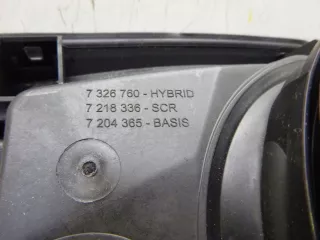 7 326 760 - HYBRID
7 218 336 - SCR
7 204 365 - BASIS